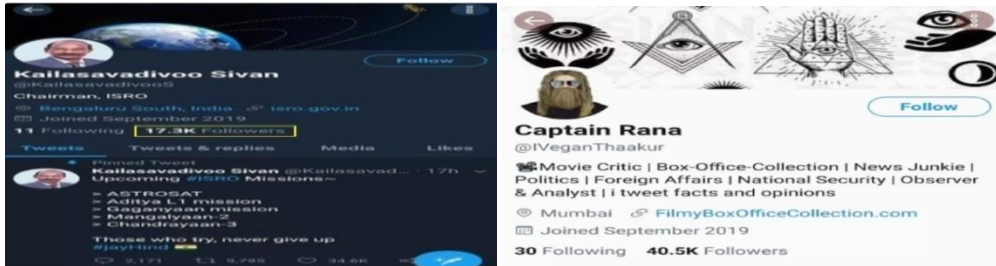 Kailasavadivoo Sivan
@KailasavadivooS
Chairman, ISRO
Bengaluru South, India isro.gov.in
Joined September 2019
11 Following 17.3K Followers
Tweets Tweets & replies Media Likes
Pinned Tweet
Kailasavadivoo Sivan @Kailasavad... · 17h
Upcoming #ISRO Missions~
> ASTROSAT
> Aditya L1 mission
> Gaganyaan mission
> Mangalyaan-2
> Chandrayaan-3
Those who try, never give up
#JayHind
2,171 9,795 34.6K
Follow
Follow
Captain Rana
@IVeganThaakur
Movie Critic | Box-Office-Collection | News Junkie |
Politics | Foreign Affairs | National Security | Observer
& Analyst | i tweet facts and opinions
Mumbai FilmyBoxOfficeCollection.com
Joined September 2019
30 Following 40.5K Followers